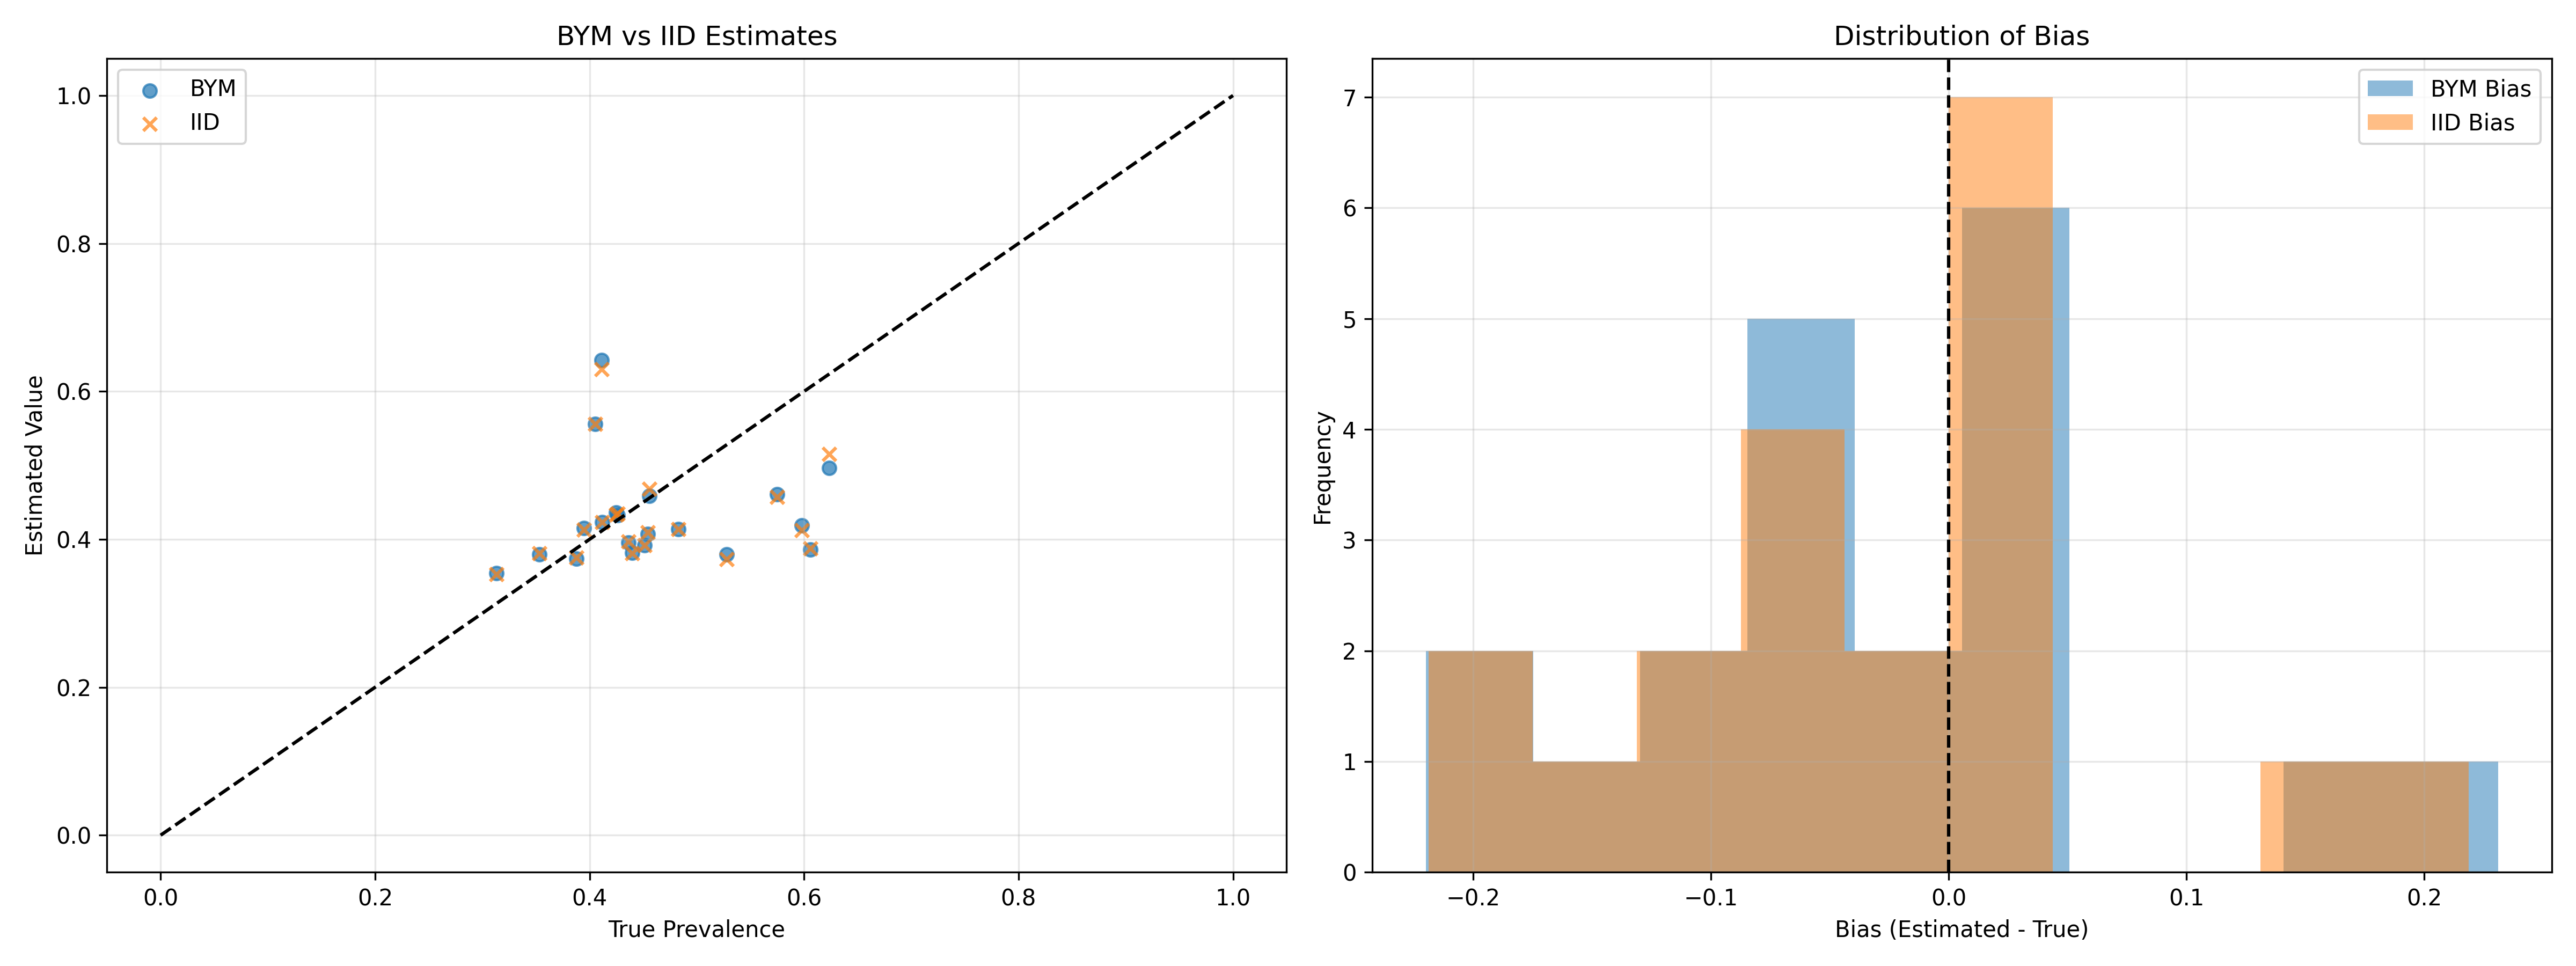 BYM vs IID Estimates
BYM
IID
1.0
0.8
0.6
0.4
0.2
0.0
Estimated Value
0.0 0.2 0.4 0.6 0.8 1.0
True Prevalence
Distribution of Bias
BYM Bias
IID Bias
7
6
5
4
3
2
1
0
Frequency
−0.2 −0.1 0.0 0.1 0.2
Bias (Estimated - True)